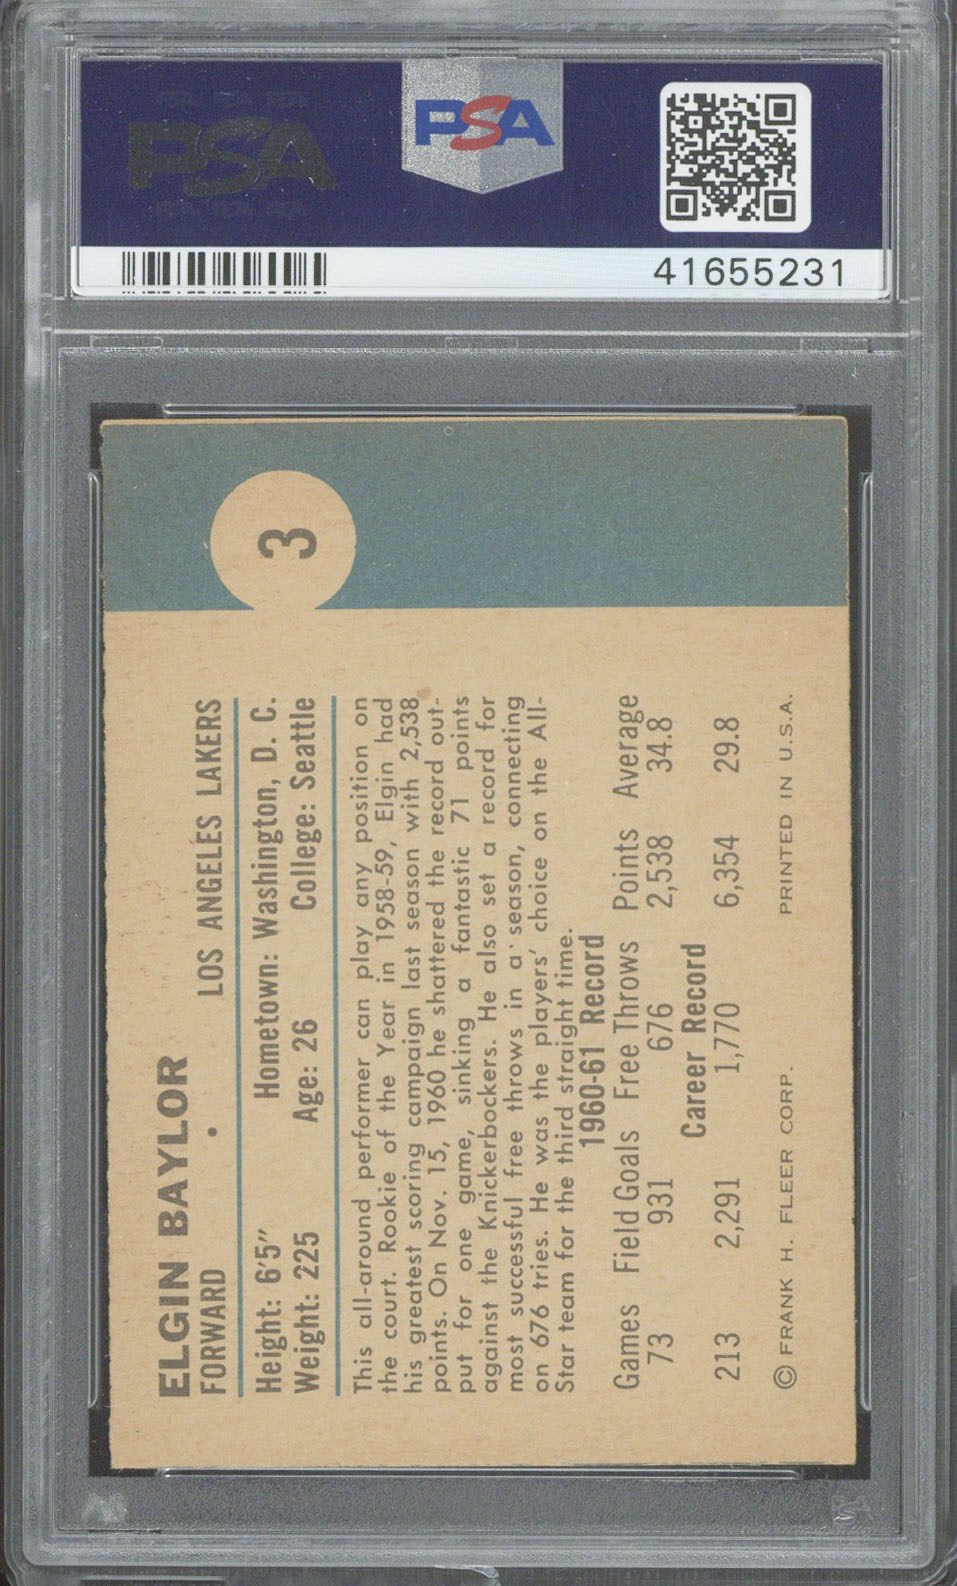 PSA
PSA
41655231
3
ELGIN BAYLOR
FORWARD • LOS ANGELES LAKERS
Height: 6'5" Hometown: Washington, D. C.
Weight: 225 Age: 26 College: Seattle
This all-around performer can play any position on
the court. Rookie of the Year in 1958-59, Elgin had
his greatest scoring campaign last season with 2,538
points. On Nov. 15, 1960 he shattered the record out-
put for one game, sinking a fantastic 71 points
against the Knickerbockers. He also set a record for
most successful free throws in a season, connecting
on 676 tries. He was the players' choice on the All-
Star team for the third straight time.
1960-61 Record
Games Field Goals Free Throws Points Average
73 931 676 2,538 34.8
Career Record
213 2,291 1,770 6,354 29.8
© FRANK H. FLEER CORP. PRINTED IN U.S.A.
PSA